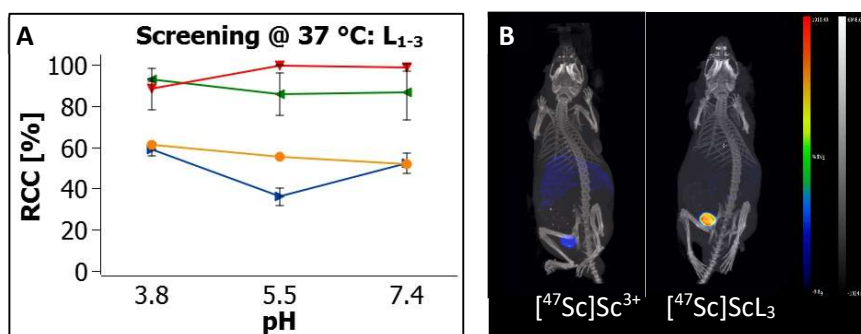 A
Screening @ 37 °C: L₁₋₃
100
80
60
40
20
0
RCC [%]
3.8 5.5 7.4
pH
B
[⁴⁷Sc]Sc³⁺ [⁴⁷Sc]ScL₃